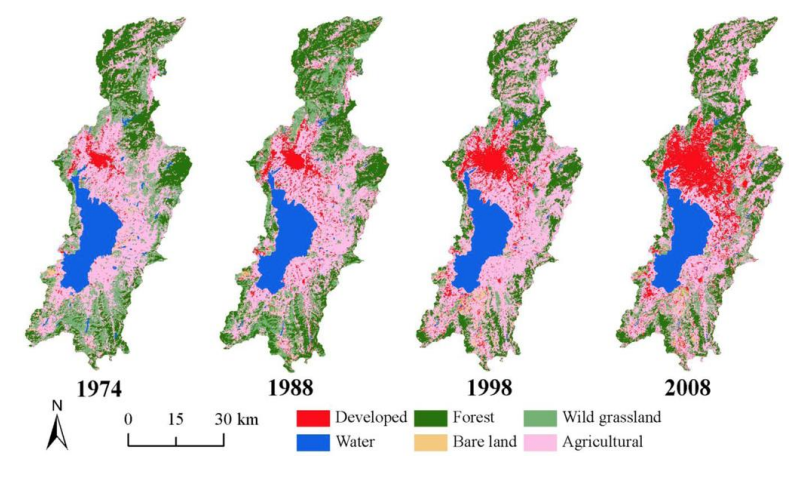 1974 1988 1998 2008
N
0 15 30 km
Developed Forest Wild grassland
Water Bare land Agricultural